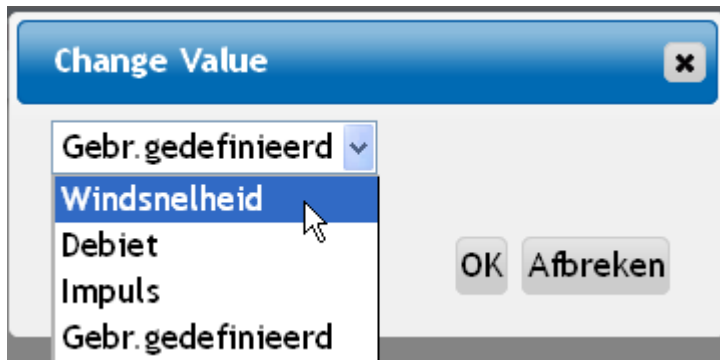 Change Value
Gebr.gedefinieerd
Windsnelheid
Debiet
Impuls
Gebr.gedefinieerd
OK Afbreken